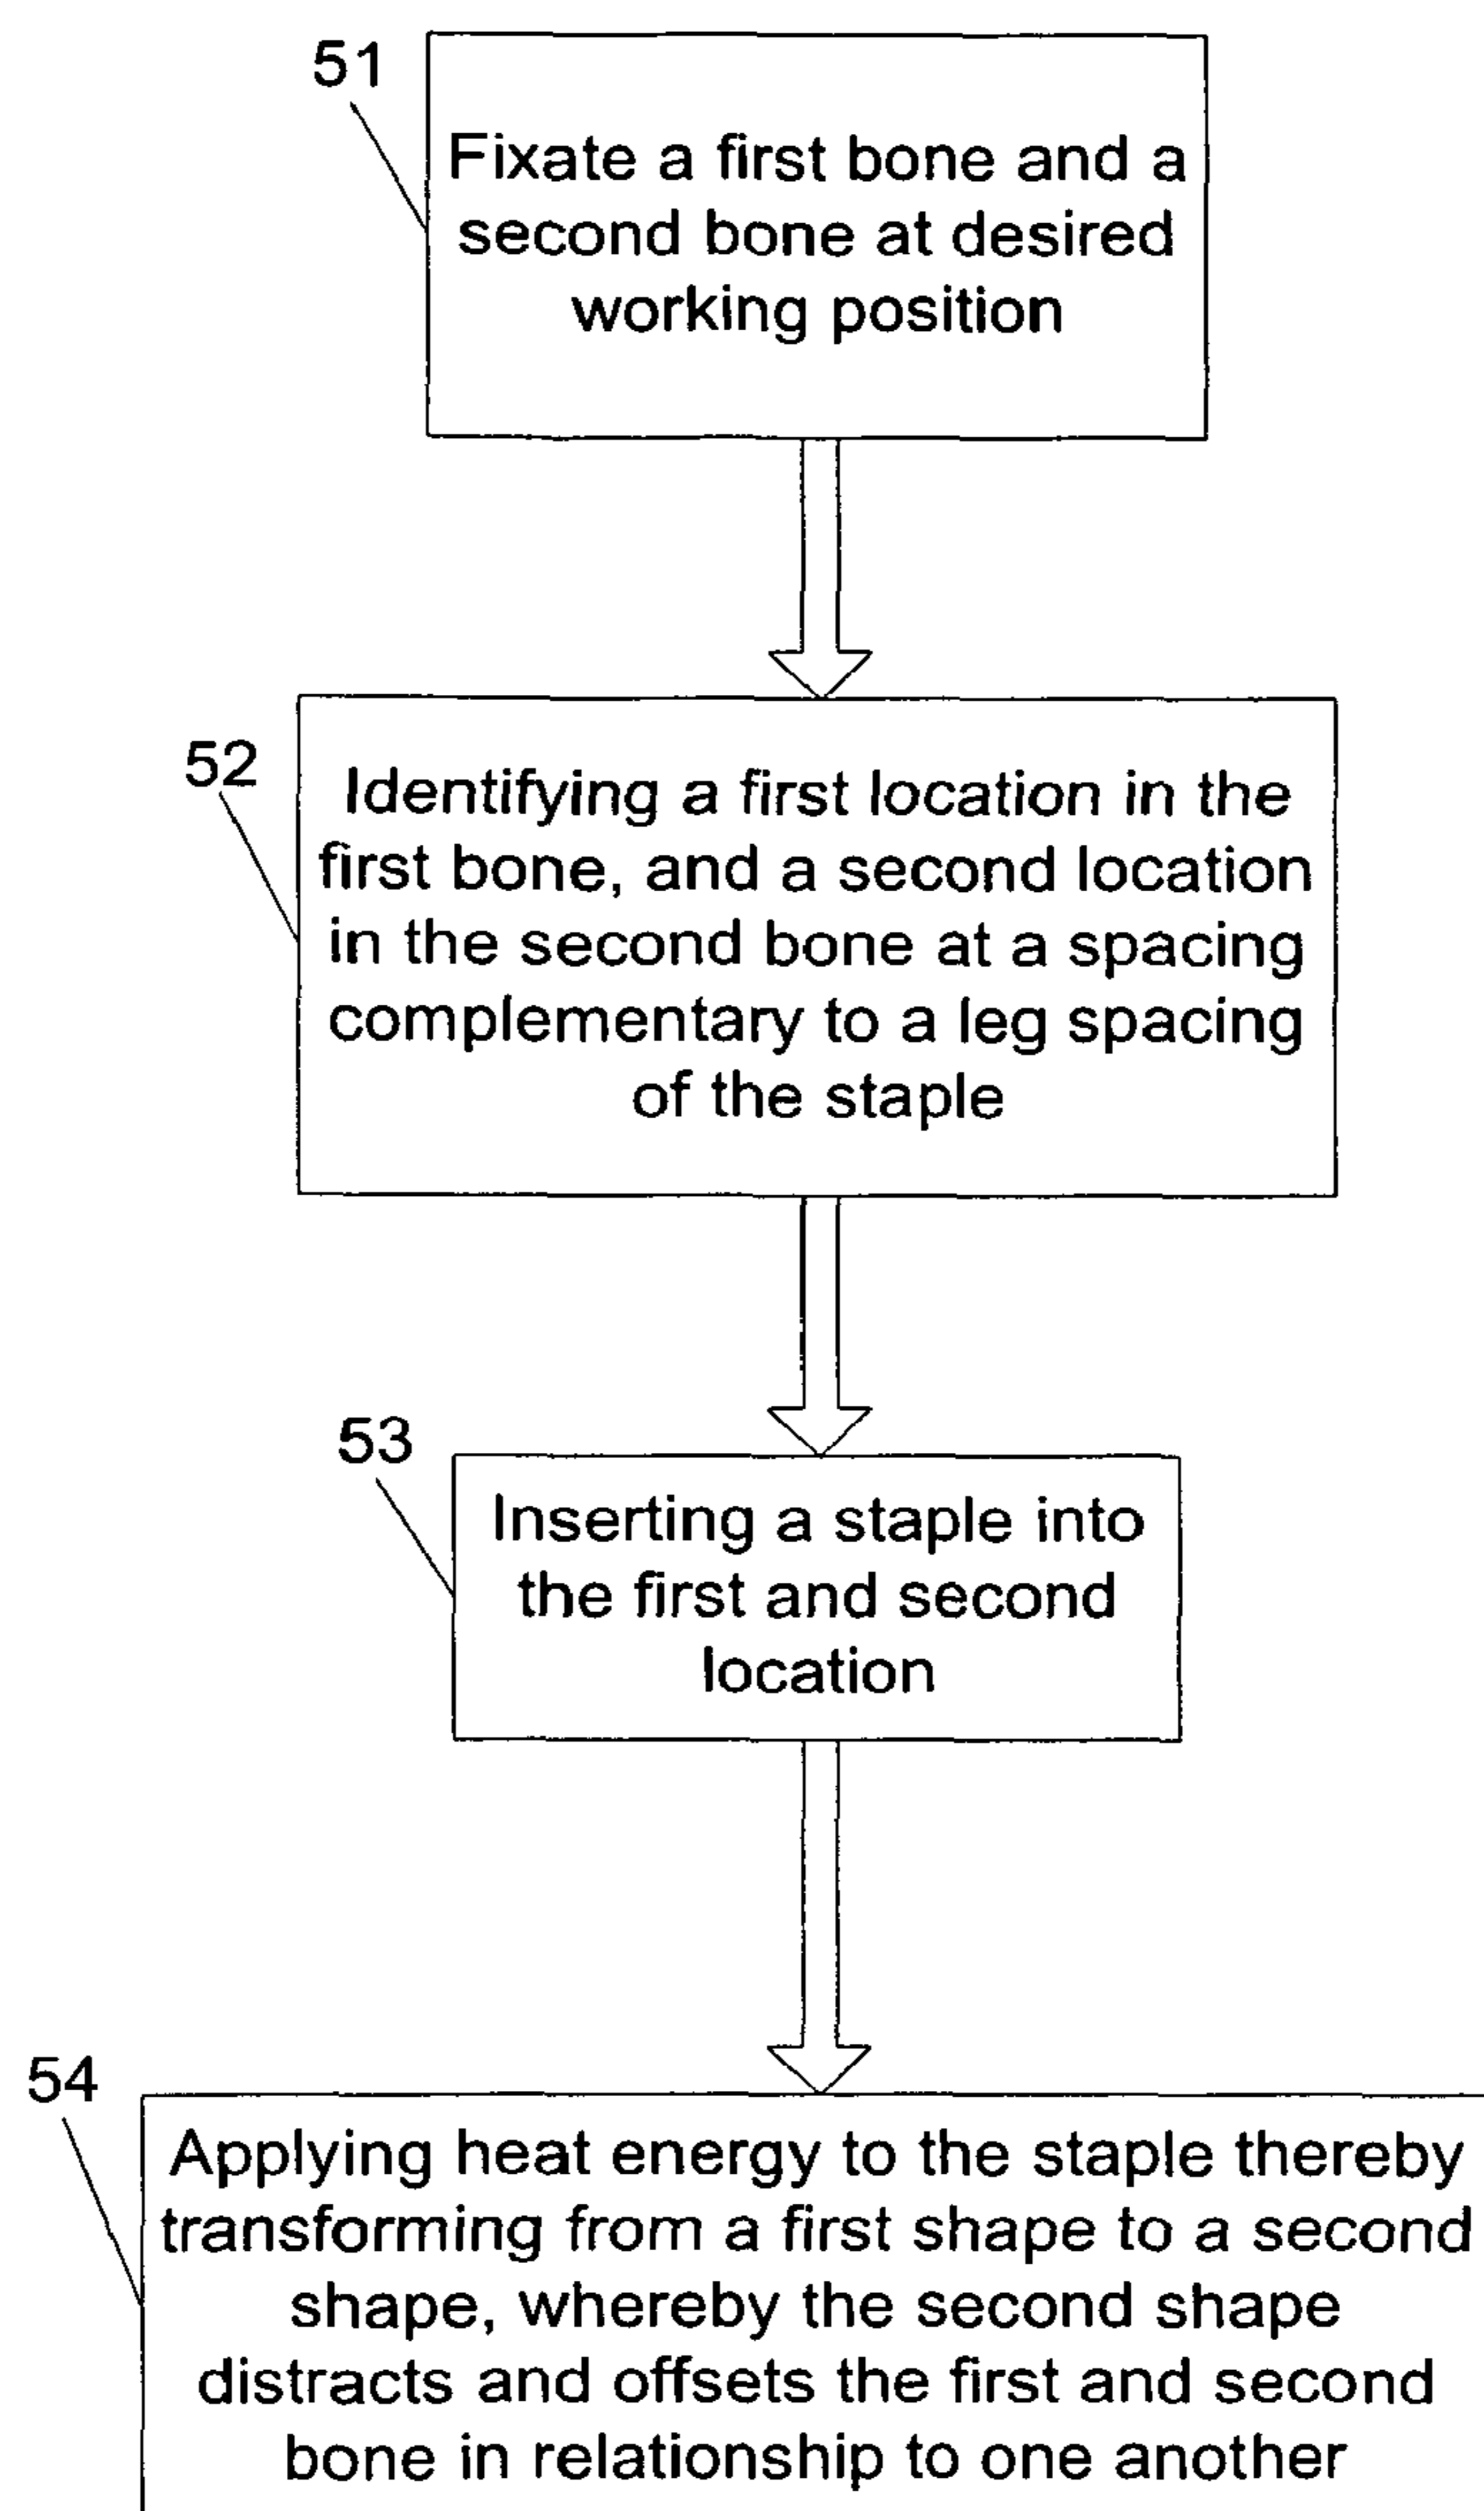 51
Fixate a first bone and a
second bone at desired
working position
52
Identifying a first location in the
first bone, and a second location
in the second bone at a spacing
complementary to a leg spacing
of the staple
53
Inserting a staple into
the first and second
location
54
Applying heat energy to the staple thereby
transforming from a first shape to a second
shape, whereby the second shape
distracts and offsets the first and second
bone in relationship to one another